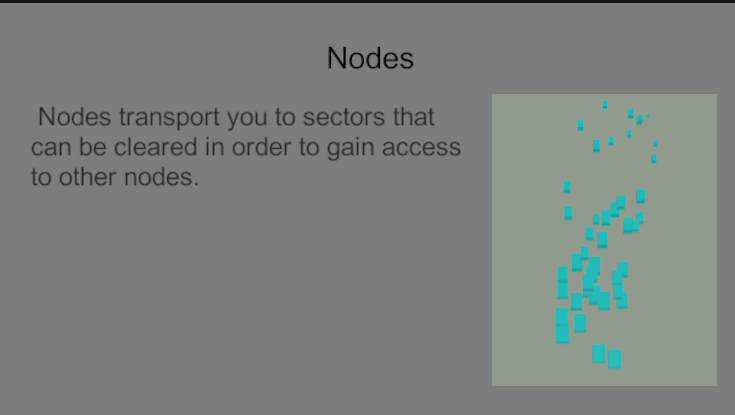 Nodes
Nodes transport you to sectors that
can be cleared in order to gain access
to other nodes.